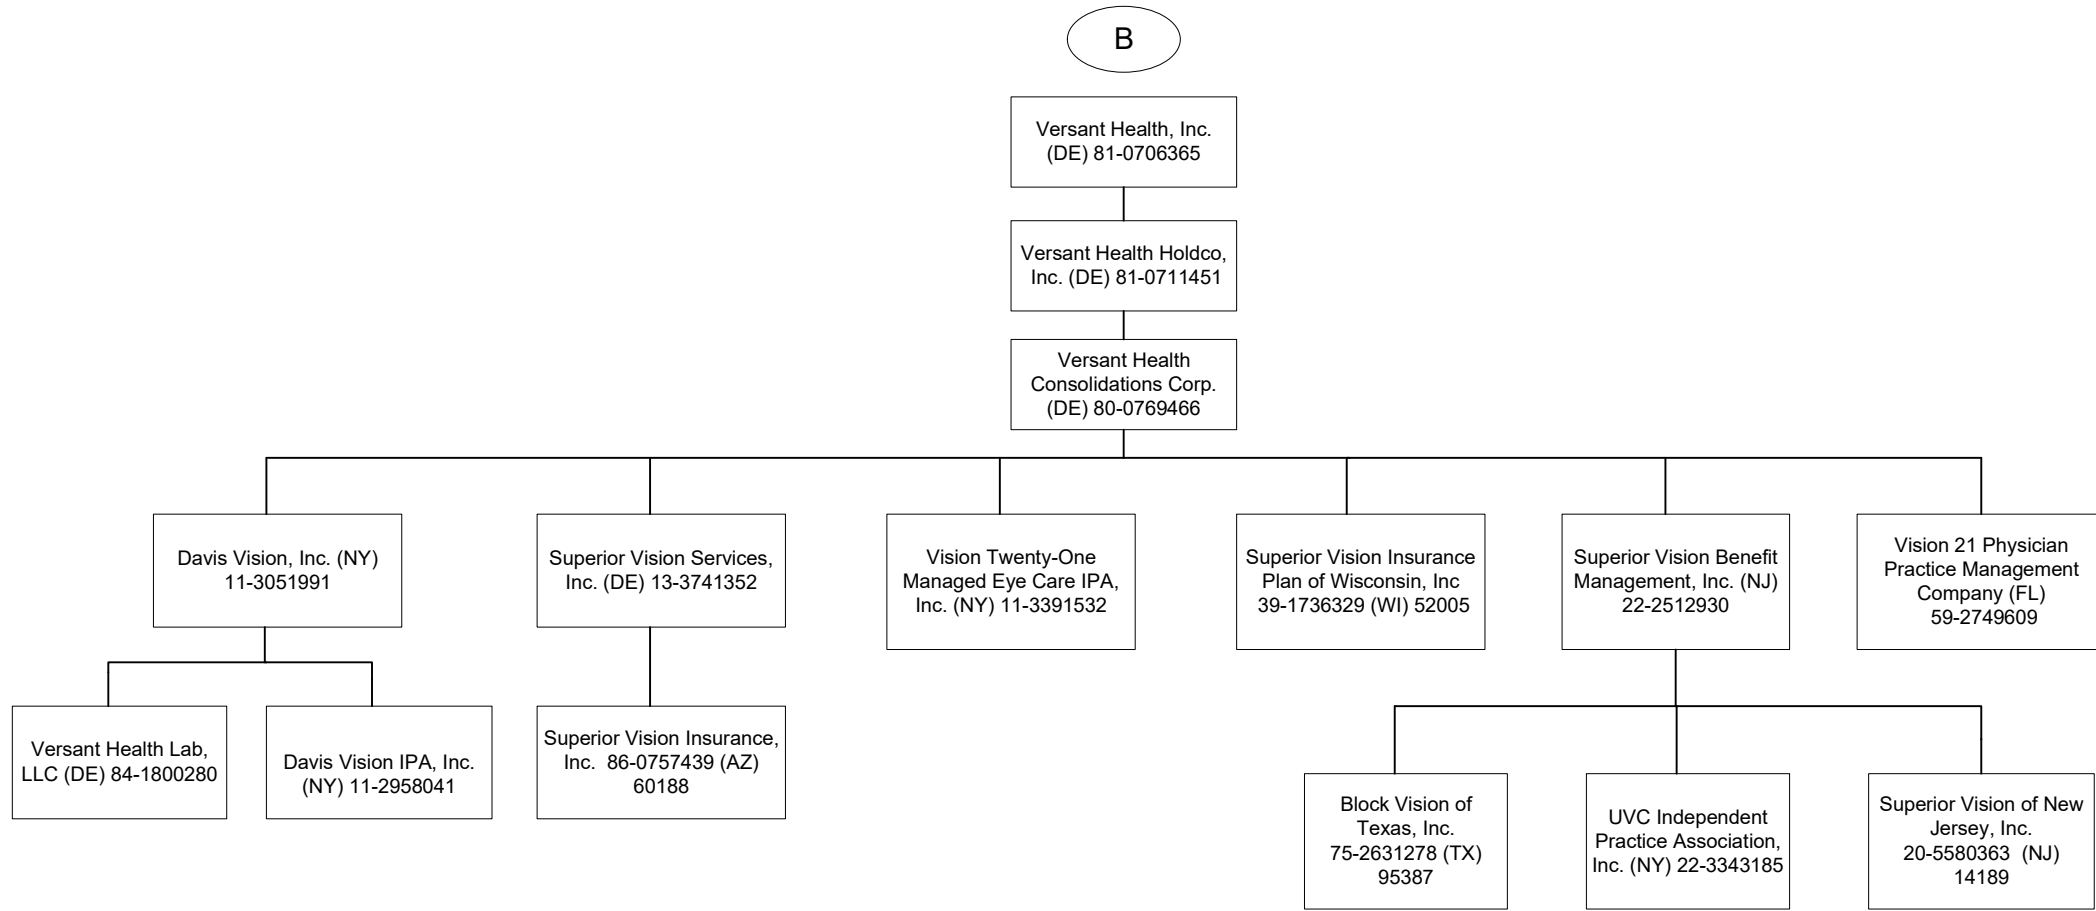 B
Versant Health, Inc.
(DE) 81-0706365
Versant Health Holdco,
Inc. (DE) 81-0711451
Versant Health
Consolidations Corp.
(DE) 80-0769466
Davis Vision, Inc. (NY)
11-3051991
Superior Vision Services,
Inc. (DE) 13-3741352
Vision Twenty-One
Managed Eye Care IPA,
Inc. (NY) 11-3391532
Superior Vision Insurance
Plan of Wisconsin, Inc
39-1736329 (WI) 52005
Superior Vision Benefit
Management, Inc. (NJ)
22-2512930
Vision 21 Physician
Practice Management
Company (FL)
59-2749609
Versant Health Lab,
LLC (DE) 84-1800280
Davis Vision IPA, Inc.
(NY) 11-2958041
Superior Vision Insurance,
Inc. 86-0757439 (AZ)
60188
Block Vision of
Texas, Inc.
75-2631278 (TX)
95387
UVC Independent
Practice Association,
Inc. (NY) 22-3343185
Superior Vision of New
Jersey, Inc.
20-5580363 (NJ)
14189